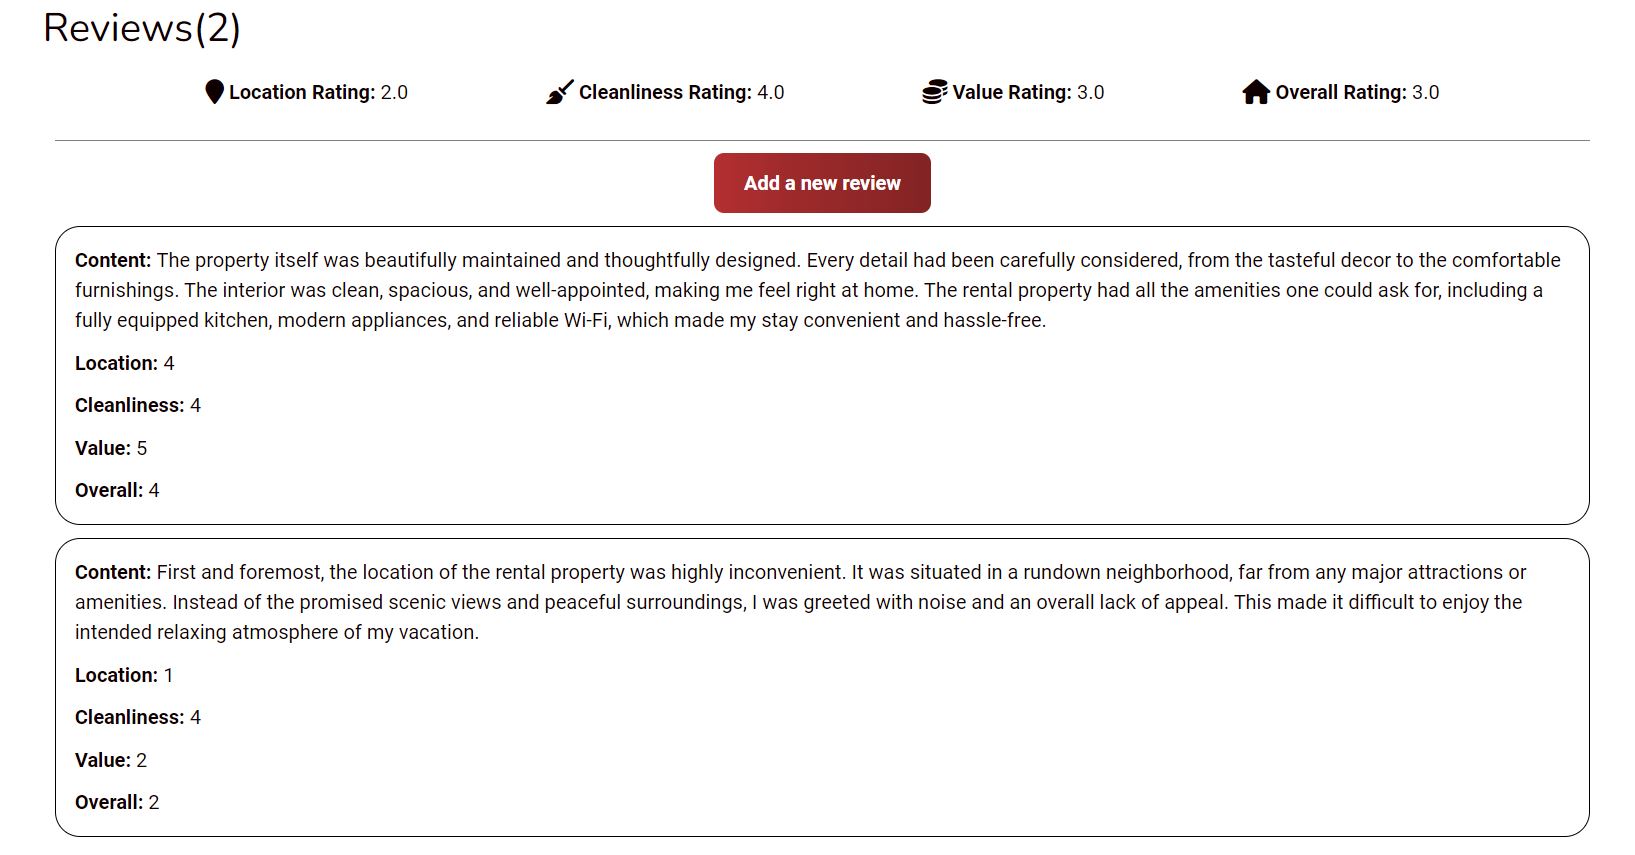 Reviews(2)
Location Rating: 2.0 Cleanliness Rating: 4.0 Value Rating: 3.0 Overall Rating: 3.0
Add a new review
Content: The property itself was beautifully maintained and thoughtfully designed. Every detail had been carefully considered, from the tasteful decor to the comfortable
furnishings. The interior was clean, spacious, and well-appointed, making me feel right at home. The rental property had all the amenities one could ask for, including a
fully equipped kitchen, modern appliances, and reliable Wi-Fi, which made my stay convenient and hassle-free.
Location: 4
Cleanliness: 4
Value: 5
Overall: 4
Content: First and foremost, the location of the rental property was highly inconvenient. It was situated in a rundown neighborhood, far from any major attractions or
amenities. Instead of the promised scenic views and peaceful surroundings, I was greeted with noise and an overall lack of appeal. This made it difficult to enjoy the
intended relaxing atmosphere of my vacation.
Location: 1
Cleanliness: 4
Value: 2
Overall: 2